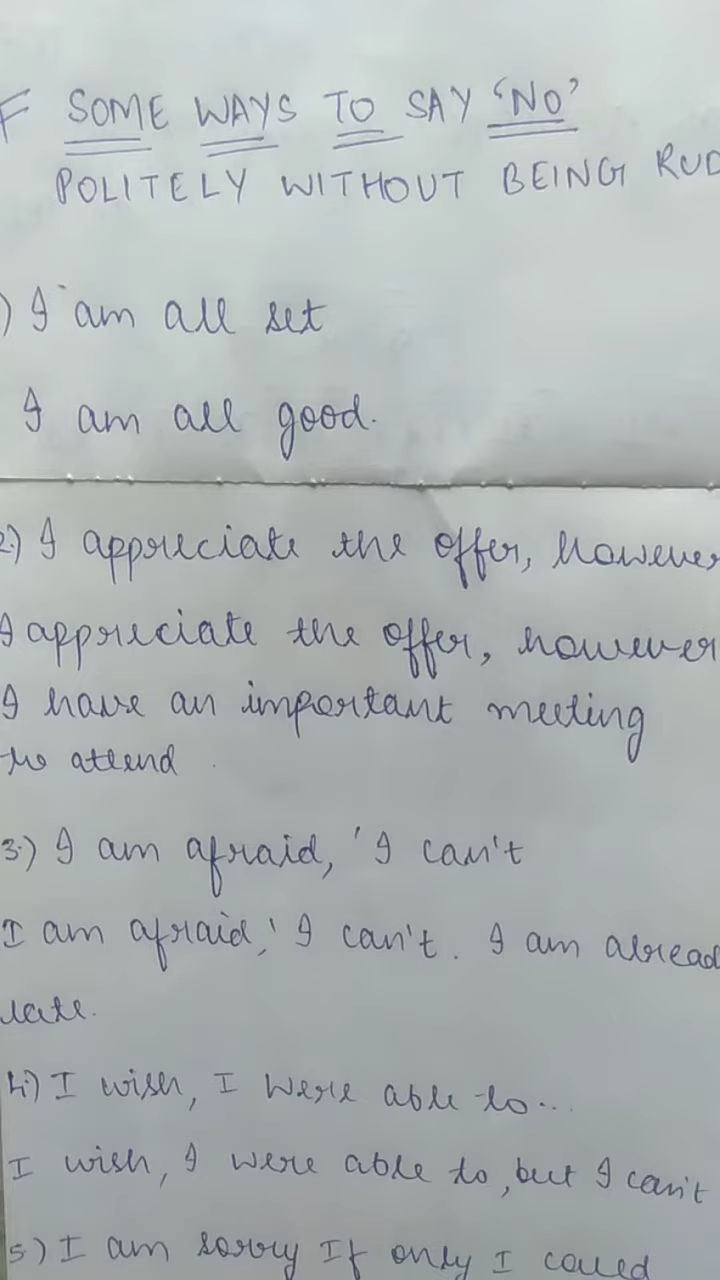 SOME WAYS TO SAY 'NO'
POLITELY WITHOUT BEING RUD
) I am all set
I am all good.
2.) I appreciate the offer, however
I appreciate the offer, however
I have an important meeting
to attend.
3.) I am afraid, 'I can't
I am afraid,' I can't. I am alread
late.
4.) I wish, I were able to...
I wish, I were able to, but I can't
5.) I am sorry If only I could